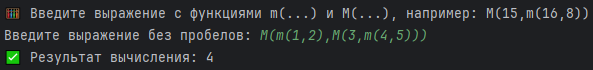 🧮 Введите выражение с функциями m(...) и M(...), например: M(15,m(16,8))
Введите выражение без пробелов: M(m(1,2),M(3,m(4,5)))
✅ Результат вычисления: 4